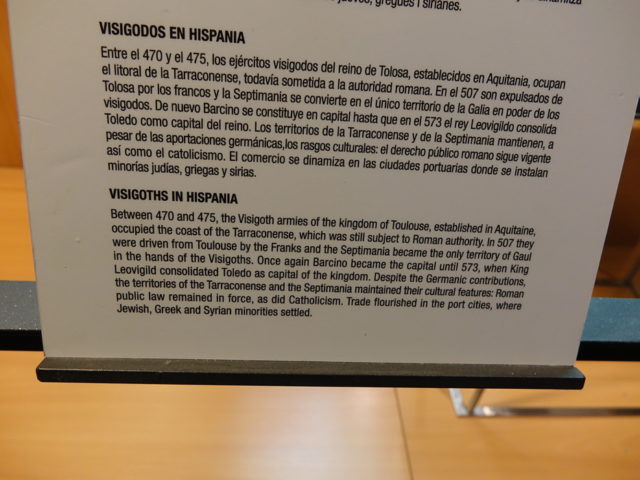 jueves, gregues i sirianes.
VISIGODOS EN HISPANIA
Entre el 470 y el 475, los ejércitos visigodos del reino de Tolosa, establecidos en Aquitania, ocupan
el litoral de la Tarraconense, todavía sometida a la autoridad romana. En el 507 son expulsados de
Tolosa por los francos y la Septimania se convierte en el único territorio de la Galia en poder de los
visigodos. De nuevo Barcino se constituye en capital hasta que en el 573 el rey Leovigildo consolida
Toledo como capital del reino. Los territorios de la Tarraconense y de la Septimania mantienen, a
pesar de las aportaciones germánicas,los rasgos culturales: el derecho público romano sigue vigente
así como el catolicismo. El comercio se dinamiza en las ciudades portuarias donde se instalan
minorías judías, griegas y sirias.
VISIGOTHS IN HISPANIA
Between 470 and 475, the Visigoth armies of the kingdom of Toulouse, established in Aquitaine,
occupied the coast of the Tarraconense, which was still subject to Roman authority. In 507 they
were driven from Toulouse by the Franks and the Septimania became the only territory of Gaul
in the hands of the Visigoths. Once again Barcino became the capital until 573, when King
Leovigild consolidated Toledo as capital of the kingdom. Despite the Germanic contributions,
the territories of the Tarraconense and the Septimania maintained their cultural features: Roman
public law remained in force, as did Catholicism. Trade flourished in the port cities, where
Jewish, Greek and Syrian minorities settled.